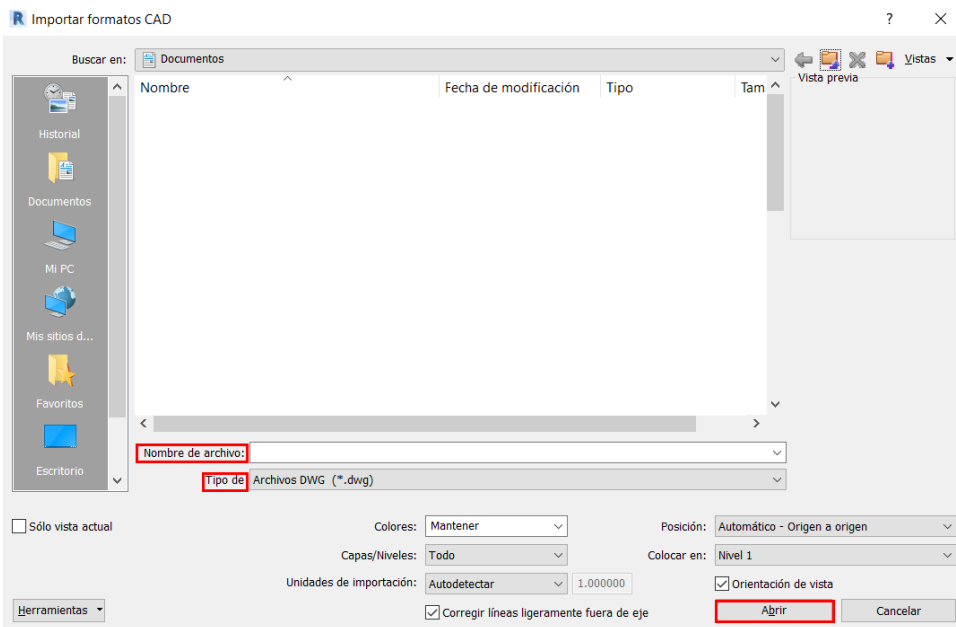 R Importar formatos CAD ? ×
Buscar en: Documentos Vistas
Vista previa
Nombre Fecha de modificación Tipo Tam
Historial
Documentos
Mi PC
Mis sitios d...
Favoritos
Escritorio
Nombre de archivo:
Tipo de Archivos DWG (*.dwg)
Sólo vista actual Colores: Mantener Posición: Automático - Origen a origen
Capas/Niveles: Todo Colocar en: Nivel 1
Unidades de importación: Autodetectar 1.000000 Orientación de vista
Herramientas Corregir líneas ligeramente fuera de eje Abrir Cancelar